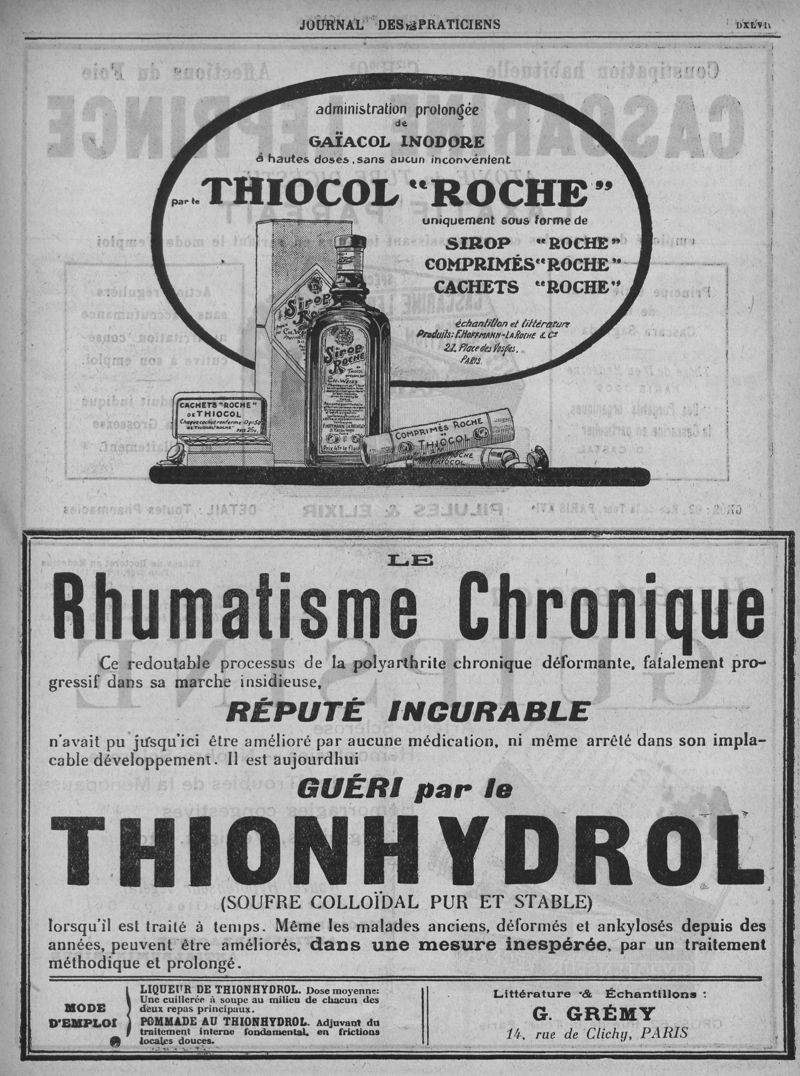 JOURNAL DES PRATICIENS
administration prolongée
de
GAÏACOL INODORE
à hautes doses, sans aucun inconvénient
par le THIOCOL "ROCHE"
uniquement sous forme de
SIROP "ROCHE"
COMPRIMÉS "ROCHE"
CACHETS "ROCHE"
échantillon et littérature
Produits: F. HOFFMANN-LA ROCHE & Cie
21, Place des Vosges,
PARIS.
Sirop
Roche
Sirop
ROCHE
CACHETS "ROCHE"
DE THIOCOL
COMPRIMÉS ROCHE
THIOCOL
ROCHE
THIOCOL
LE
Rhumatisme Chronique
Ce redoutable processus de la polyarthrite chronique déformante, fatalement pro-
gressif dans sa marche insidieuse,
RÉPUTÉ INCURABLE
n'avait pu jusqu'ici être amélioré par aucune médication, ni même arrêté dans son impla-
cable développement. Il est aujourdhui
GUÉRI par le
THIONHYDROL
(SOUFRE COLLOÏDAL PUR ET STABLE)
lorsqu'il est traité à temps. Même les malades anciens, déformés et ankylosés depuis des
années, peuvent être améliorés, dans une mesure inespérée, par un traitement
méthodique et prolongé.
MODE
D'EMPLOI
LIQUEUR DE THIONHYDROL. Dose moyenne:
Une cuillerée à soupe au milieu de chacun des
deux repas principaux.
POMMADE AU THIONHYDROL. Adjuvant du
traitement interne fondamental, en frictions
locales douces.
Littérature & Échantillons :
G. GRÉMY
14, rue de Clichy, PARIS